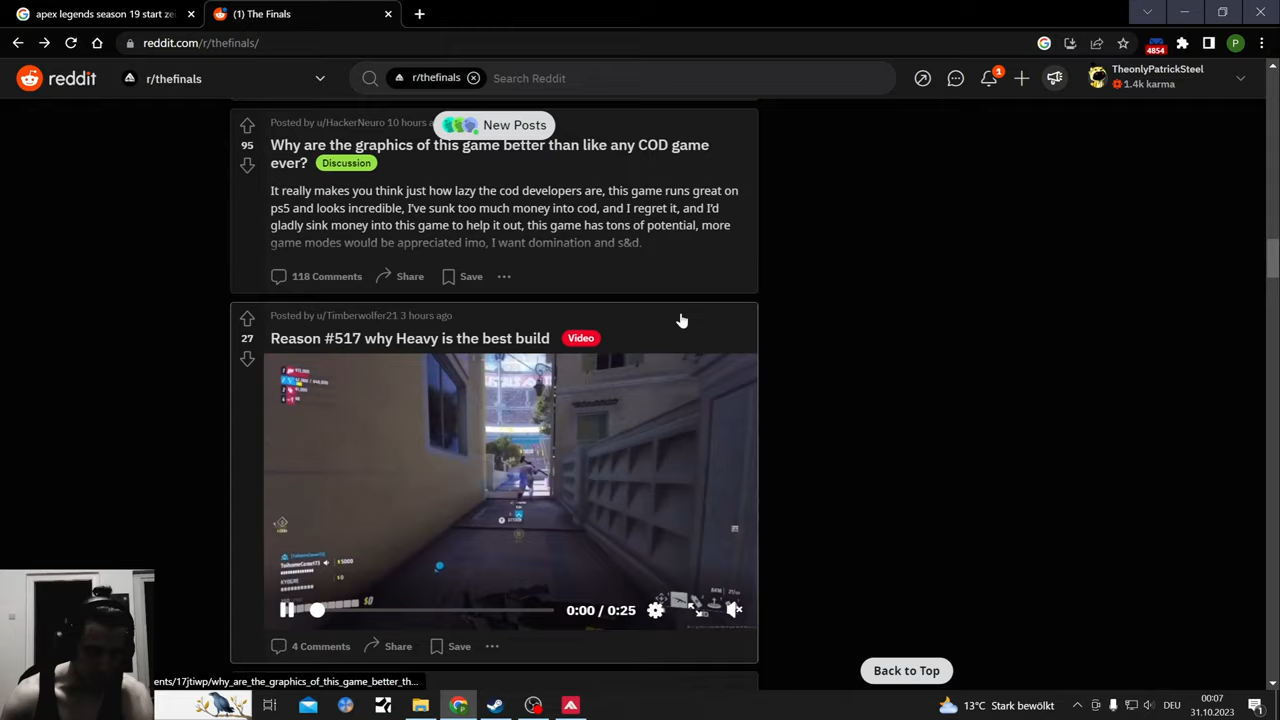 apex legends season 19 start zei
(1) The Finals
reddit.com/r/thefinals/
4854
P
reddit
r/thefinals
r/thefinals
Search Reddit
1
TheonlyPatrickSteel
1.4k karma
Posted by u/HackerNeuro 10 hours a
New Posts
95
Why are the graphics of this game better than like any COD game
ever? Discussion
It really makes you think just how lazy the cod developers are, this game runs great on
ps5 and looks incredible, I've sunk too much money into cod, and I regret it, and I'd
gladly sink money into this game to help it out, this game has tons of potential, more
game modes would be appreciated imo, I want domination and s&d.
118 Comments Share Save
Posted by u/Timberwolfer21 3 hours ago
27
Reason #517 why Heavy is the best build Video
$5000
0:00 / 0:25
4 Comments Share Save
Back to Top
ents/17jtiwp/why_are_the_graphics_of_this_game_better_th...
13°C Stark bewölkt
DEU
00:07
31.10.2023
1